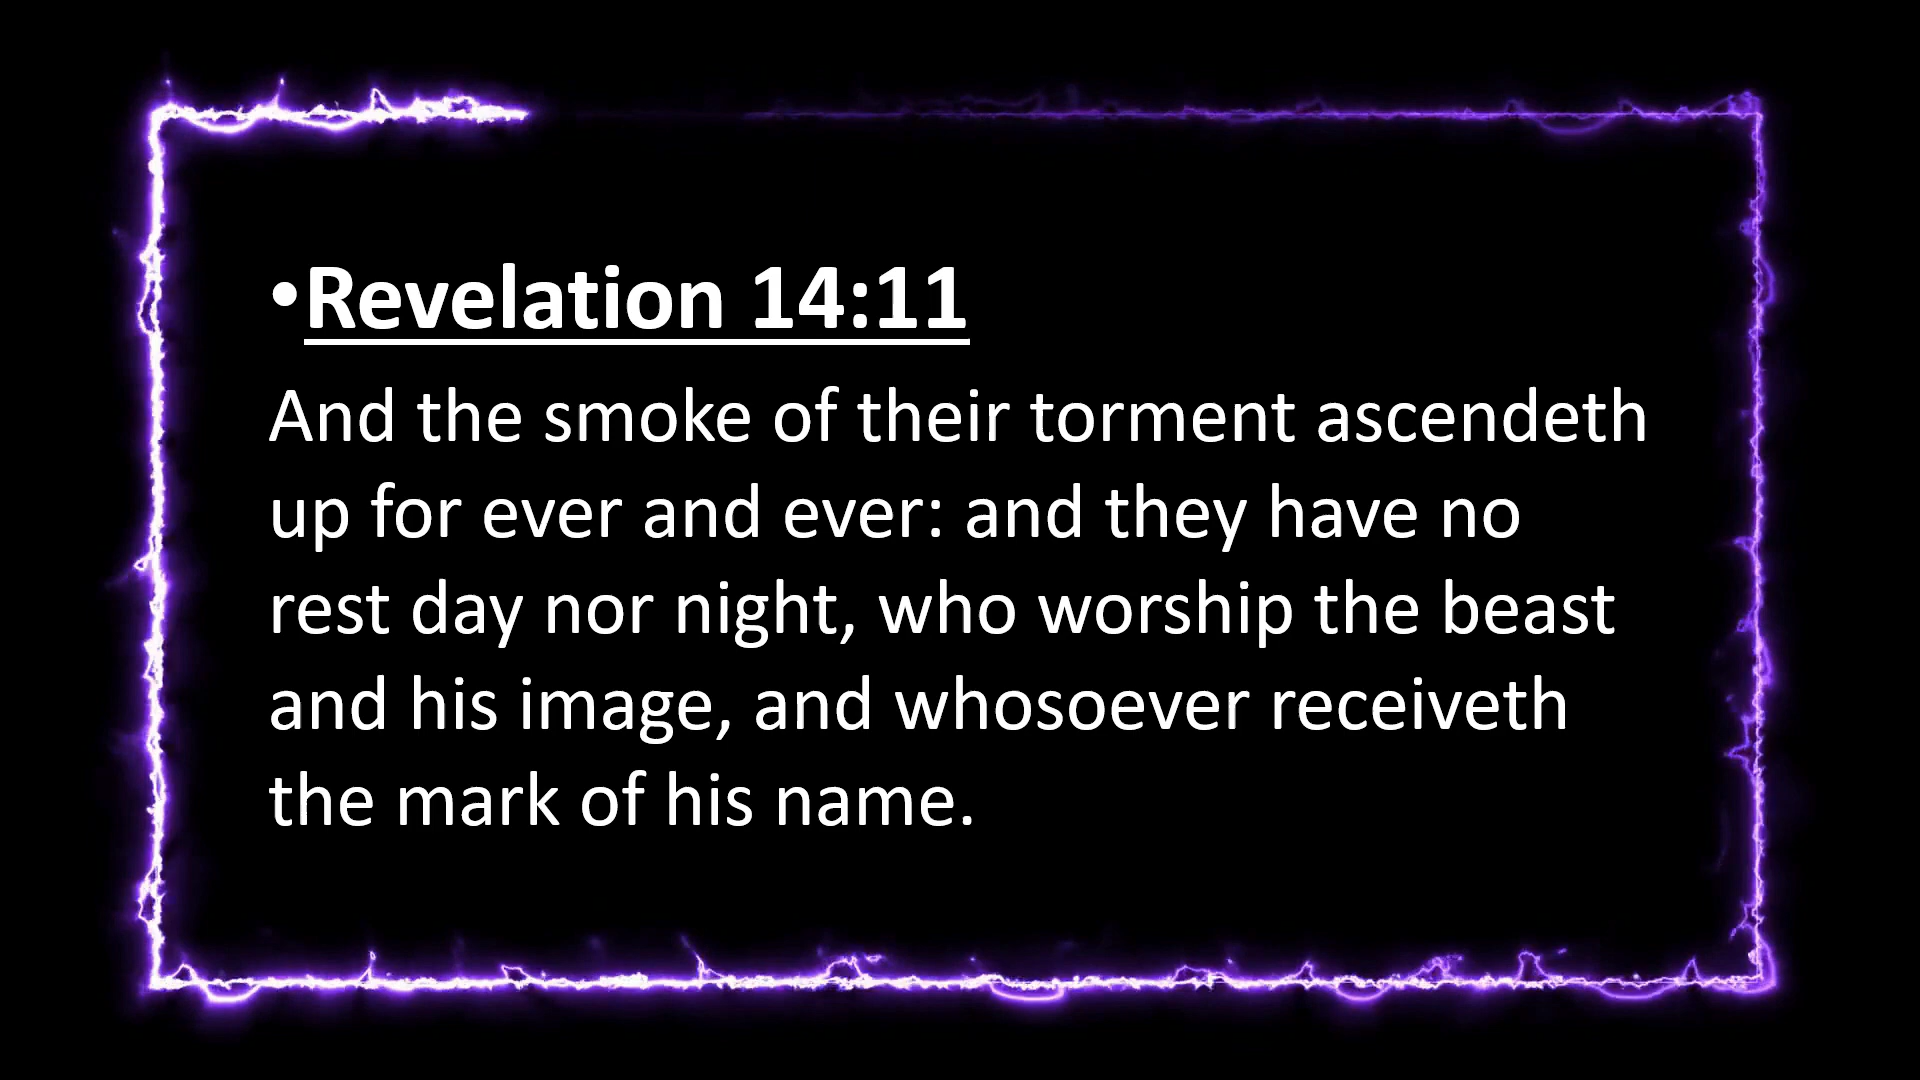 •Revelation 14:11
And the smoke of their torment ascendeth
up for ever and ever: and they have no
rest day nor night, who worship the beast
and his image, and whosoever receiveth
the mark of his name.